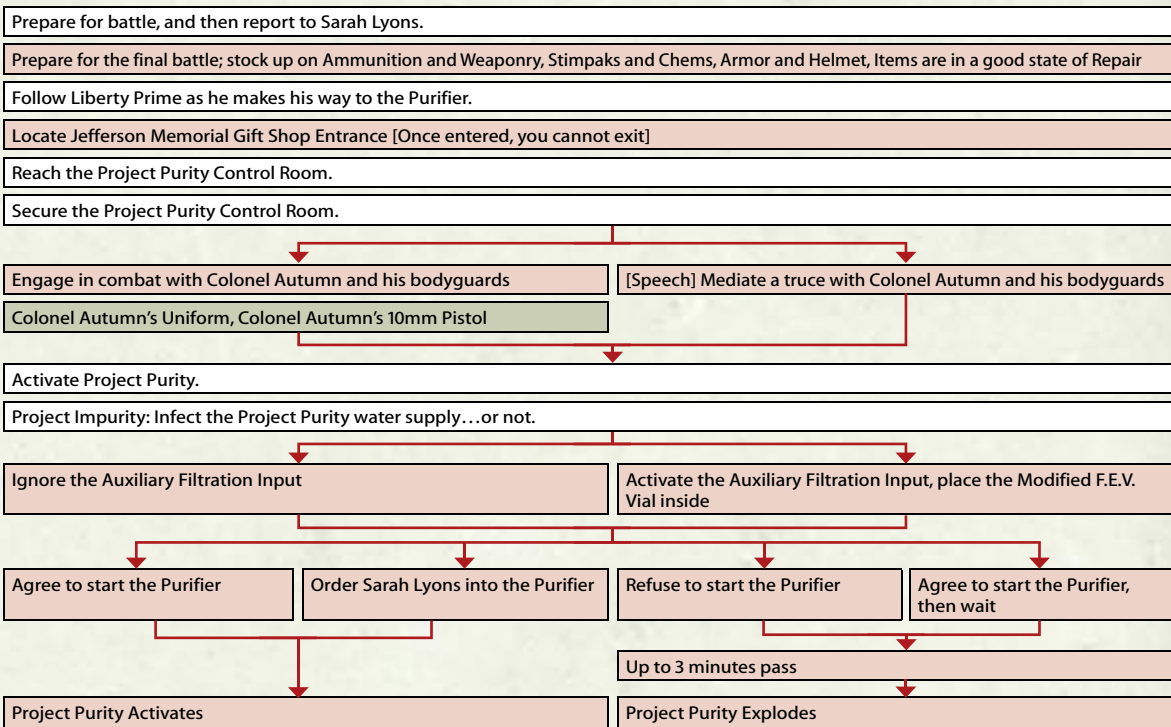 Prepare for battle, and then report to Sarah Lyons.
Prepare for the final battle; stock up on Ammunition and Weaponry, Stimpaks and Chems, Armor and Helmet, Items are in a good state of Repair
Follow Liberty Prime as he makes his way to the Purifier.
Locate Jefferson Memorial Gift Shop Entrance [Once entered, you cannot exit]
Reach the Project Purity Control Room.
Secure the Project Purity Control Room.
Engage in combat with Colonel Autumn and his bodyguards
[Speech] Mediate a truce with Colonel Autumn and his bodyguards
Colonel Autumn’s Uniform, Colonel Autumn’s 10mm Pistol
Activate Project Purity.
Project Impurity: Infect the Project Purity water supply…or not.
Ignore the Auxiliary Filtration Input
Activate the Auxiliary Filtration Input, place the Modified F.E.V.
Vial inside
Agree to start the Purifier
Order Sarah Lyons into the Purifier
Refuse to start the Purifier
Agree to start the Purifier,
then wait
Up to 3 minutes pass
Project Purity Activates
Project Purity Explodes